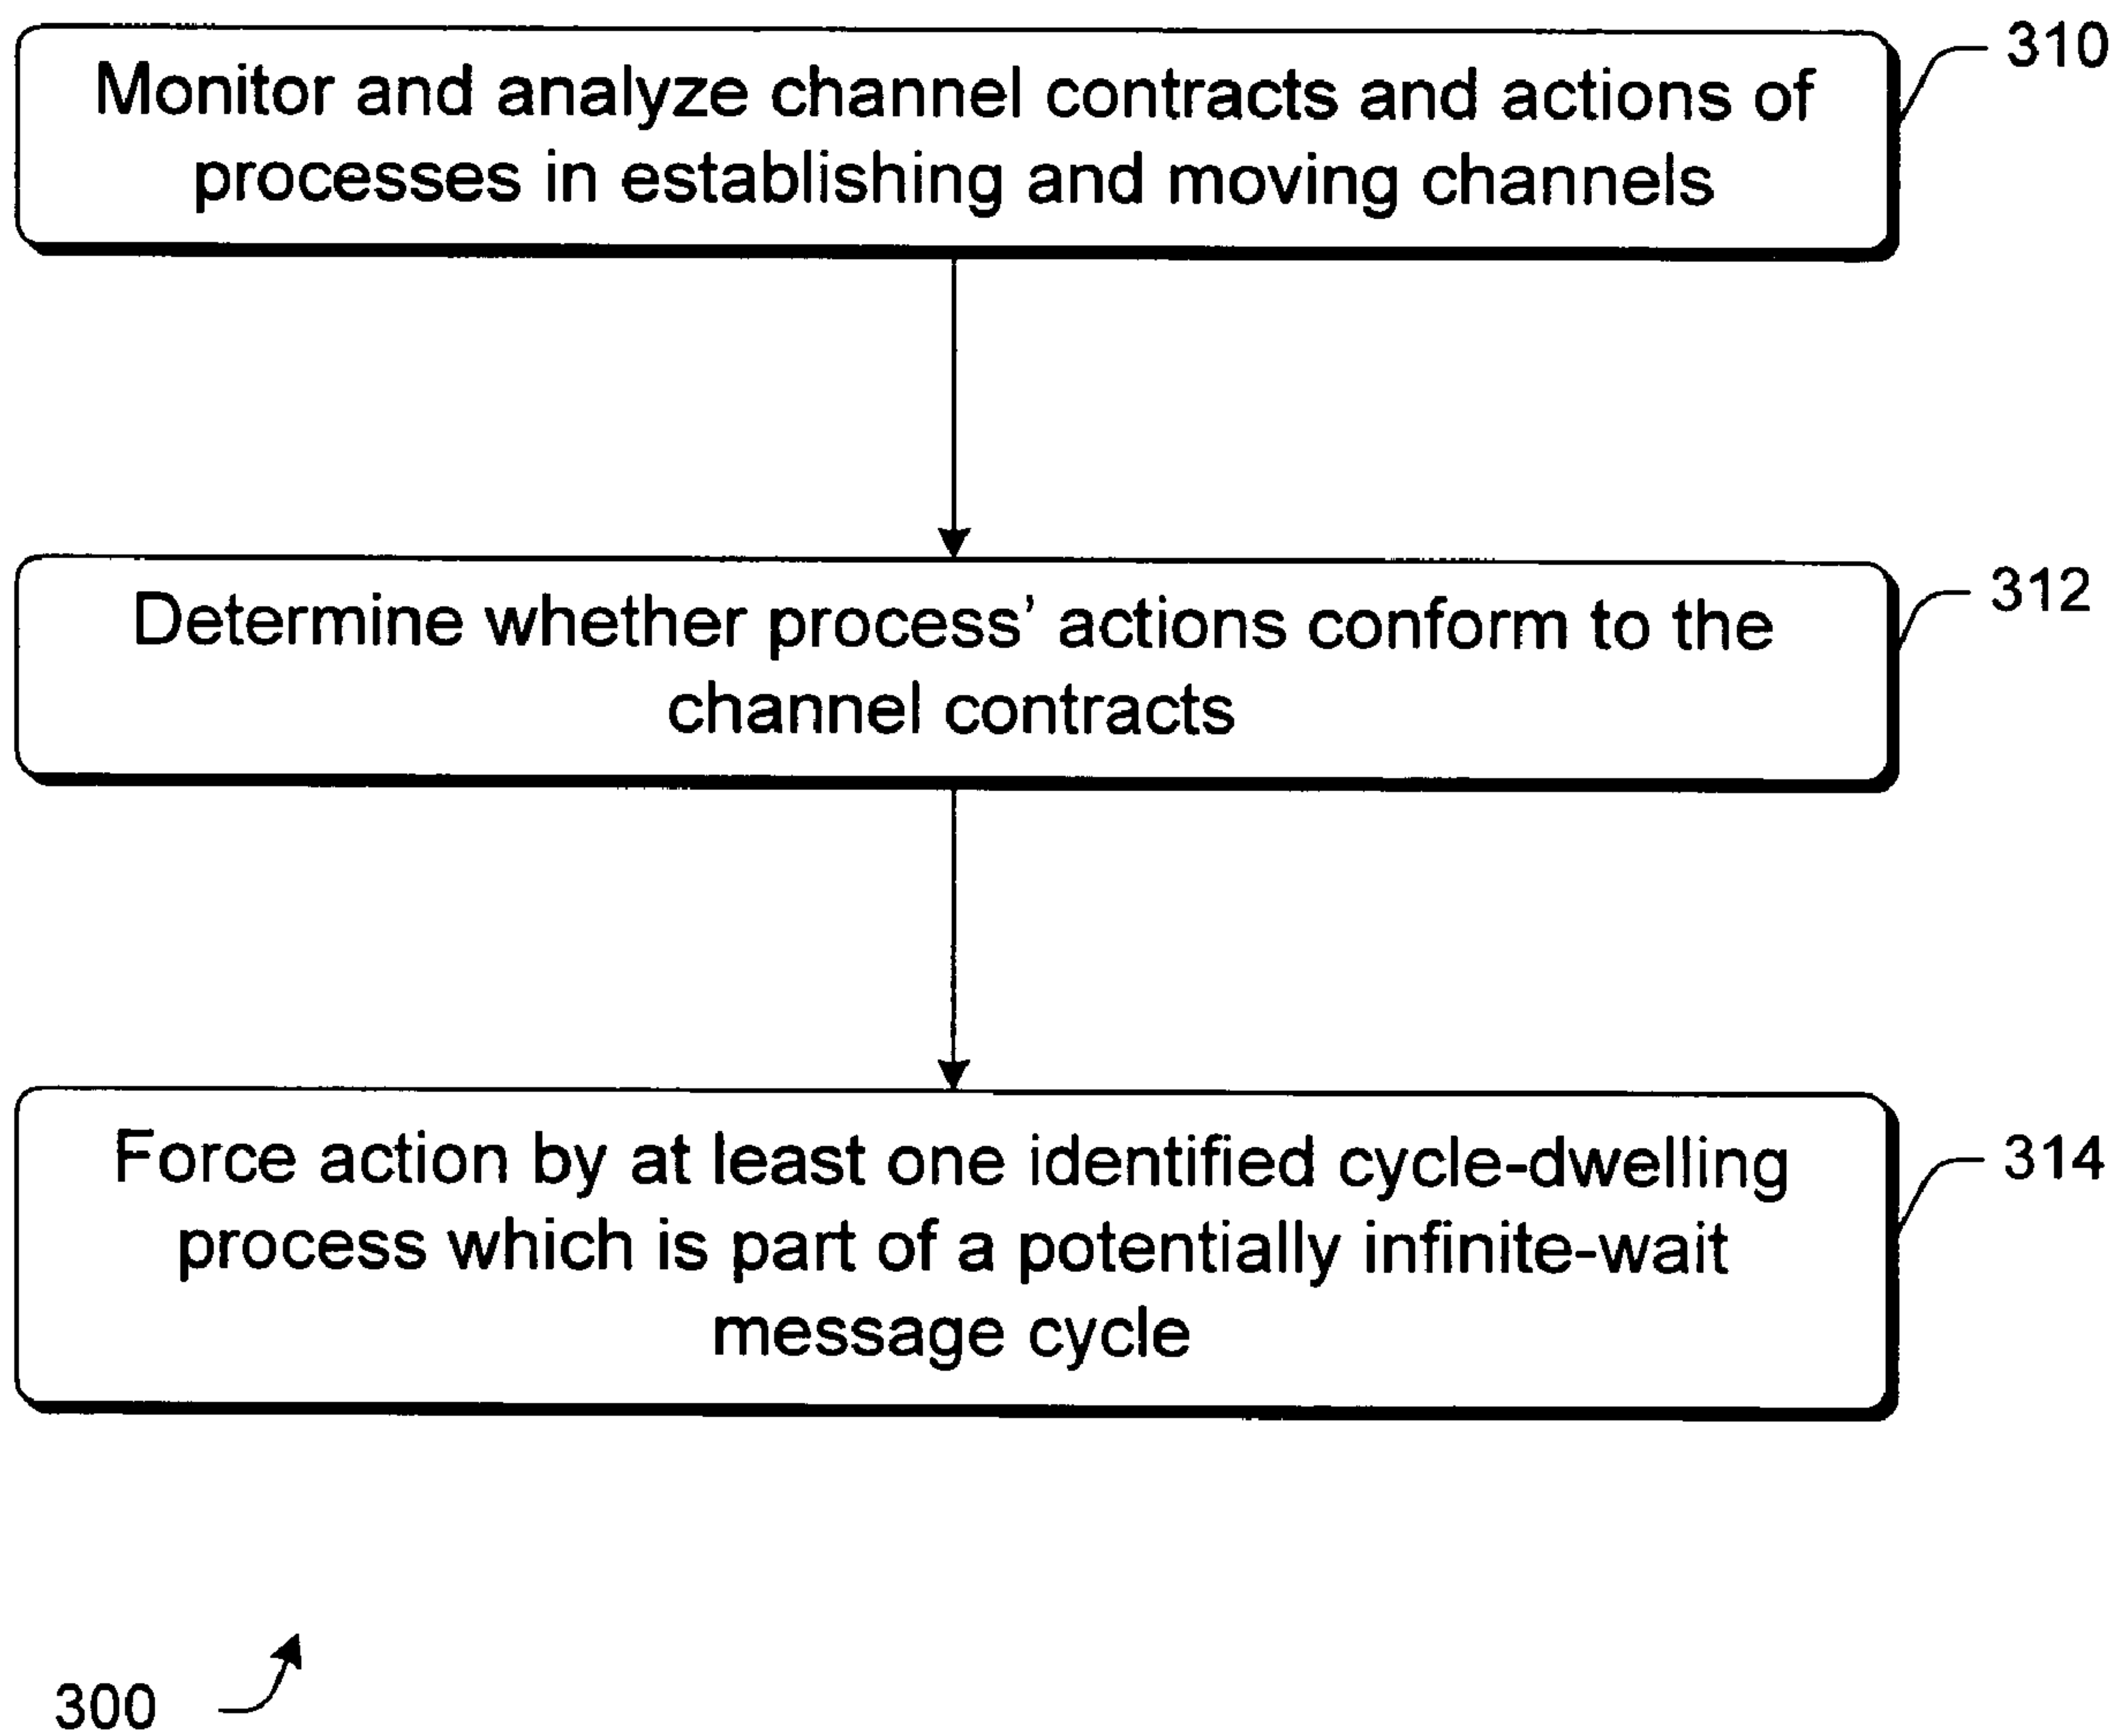 Monitor and analyze channel contracts and actions of
processes in establishing and moving channels
310
Determine whether process’ actions conform to the
channel contracts
312
Force action by at least one identified cycle-dwelling
process which is part of a potentially infinite-wait
message cycle
314
300